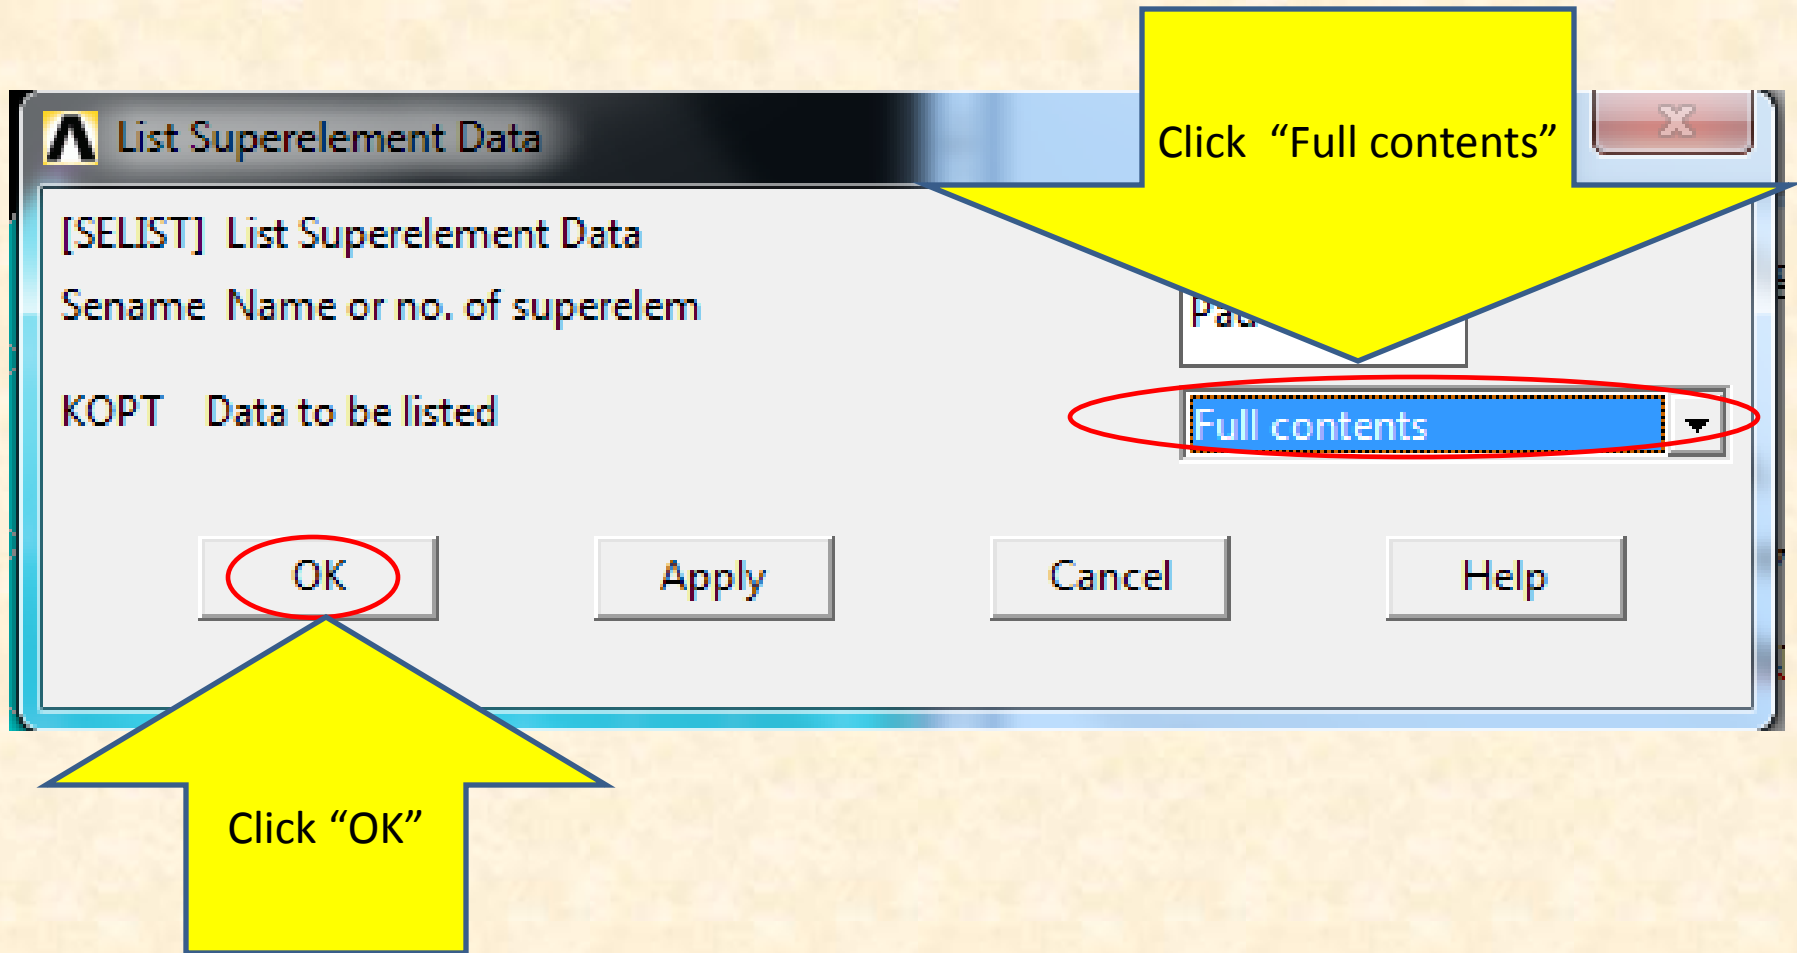 List Superelement Data
Click “Full contents”
[SELIST] List Superelement Data
Sename Name or no. of superelem
KOPT Data to be listed
Full contents
OK
Apply
Cancel
Help
Click “OK”